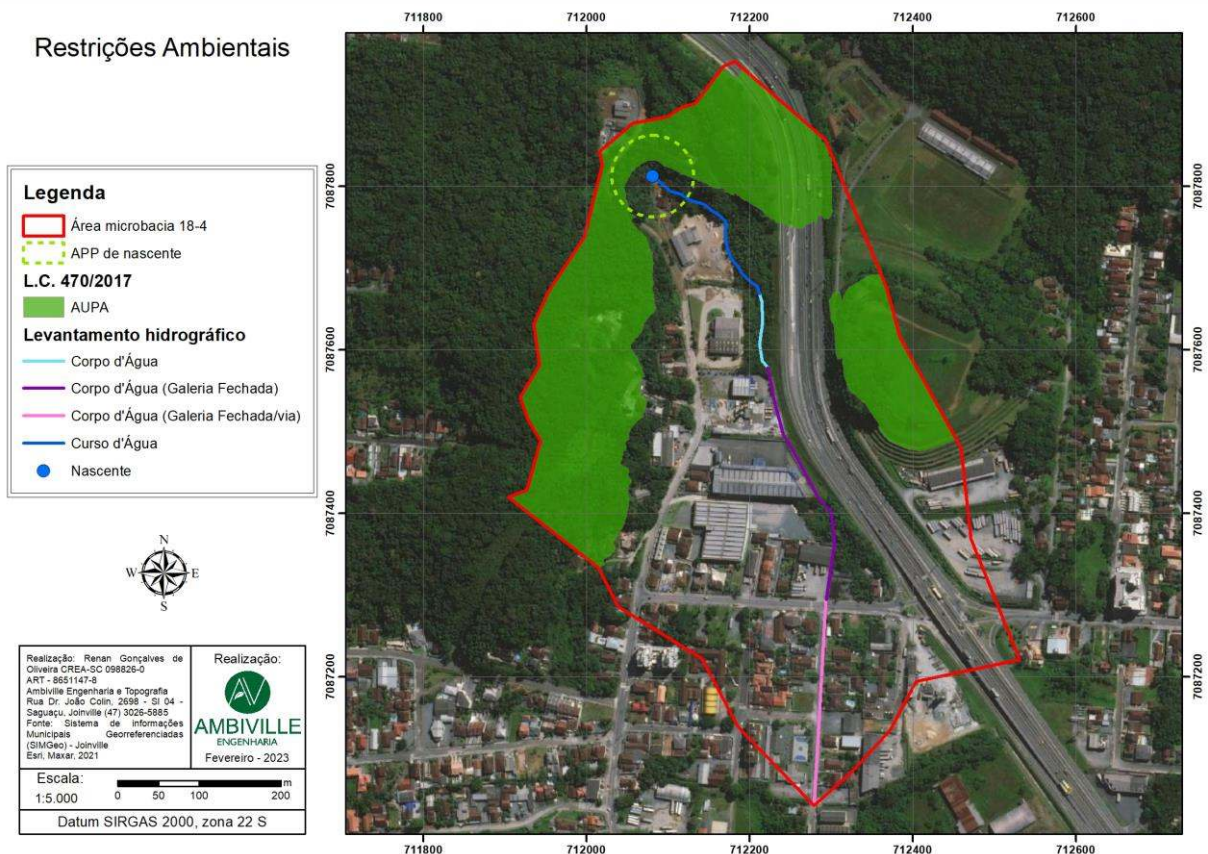 Restrições Ambientais
Legenda
Área microbacia 18-4
APP de nascente
L.C. 470/2017
AUPA
Levantamento hidrográfico
Corpo d'Água
Corpo d'Água (Galeria Fechada)
Corpo d'Água (Galeria Fechada/via)
Curso d'Água
Nascente
N
W E
S
Realização: Renan Gonçalves de
Oliveira CREA-SC 098826-0
ART - 8651147-8
Ambiville Engenharia e Topografia
Rua Dr. João Colin, 2698 - Sl 04 -
Saguaçu, Joinville (47) 3026-5885
Fonte: Sistema de Informações
Municipais Georreferenciadas
(SIMGeo) - Joinville
Esri, Maxar, 2021
Realização:
AV
AMBIVILLE
ENGENHARIA
Fevereiro - 2023
Escala:
1:5.000
0 50 100 200
m
Datum SIRGAS 2000, zona 22 S
711800 712000 712200 712400 712600
7087800 7087800
7087600 7087600
7087400 7087400
7087200 7087200
711800 712000 712200 712400 712600